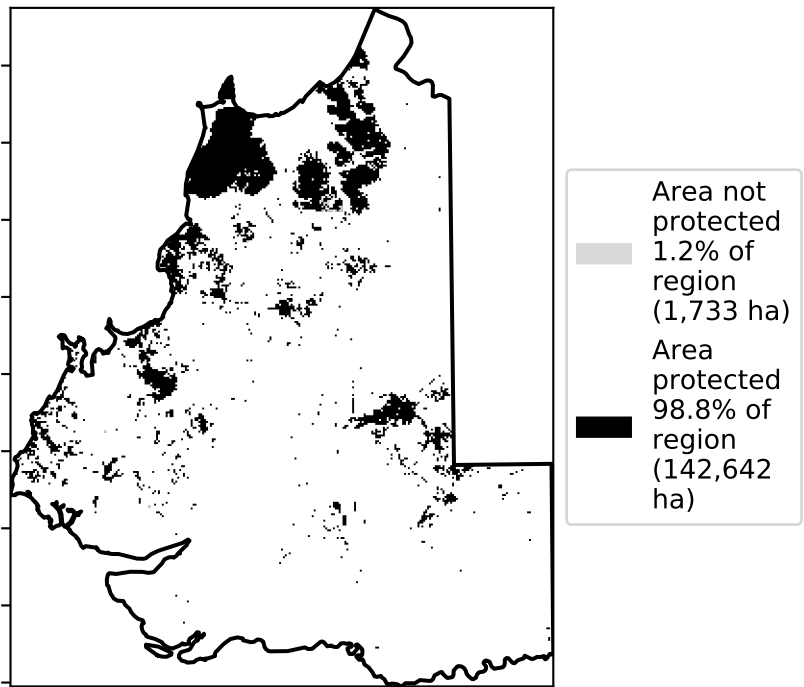 Area not
protected
1.2% of
region
(1,733 ha)
Area
protected
98.8% of
region
(142,642
ha)